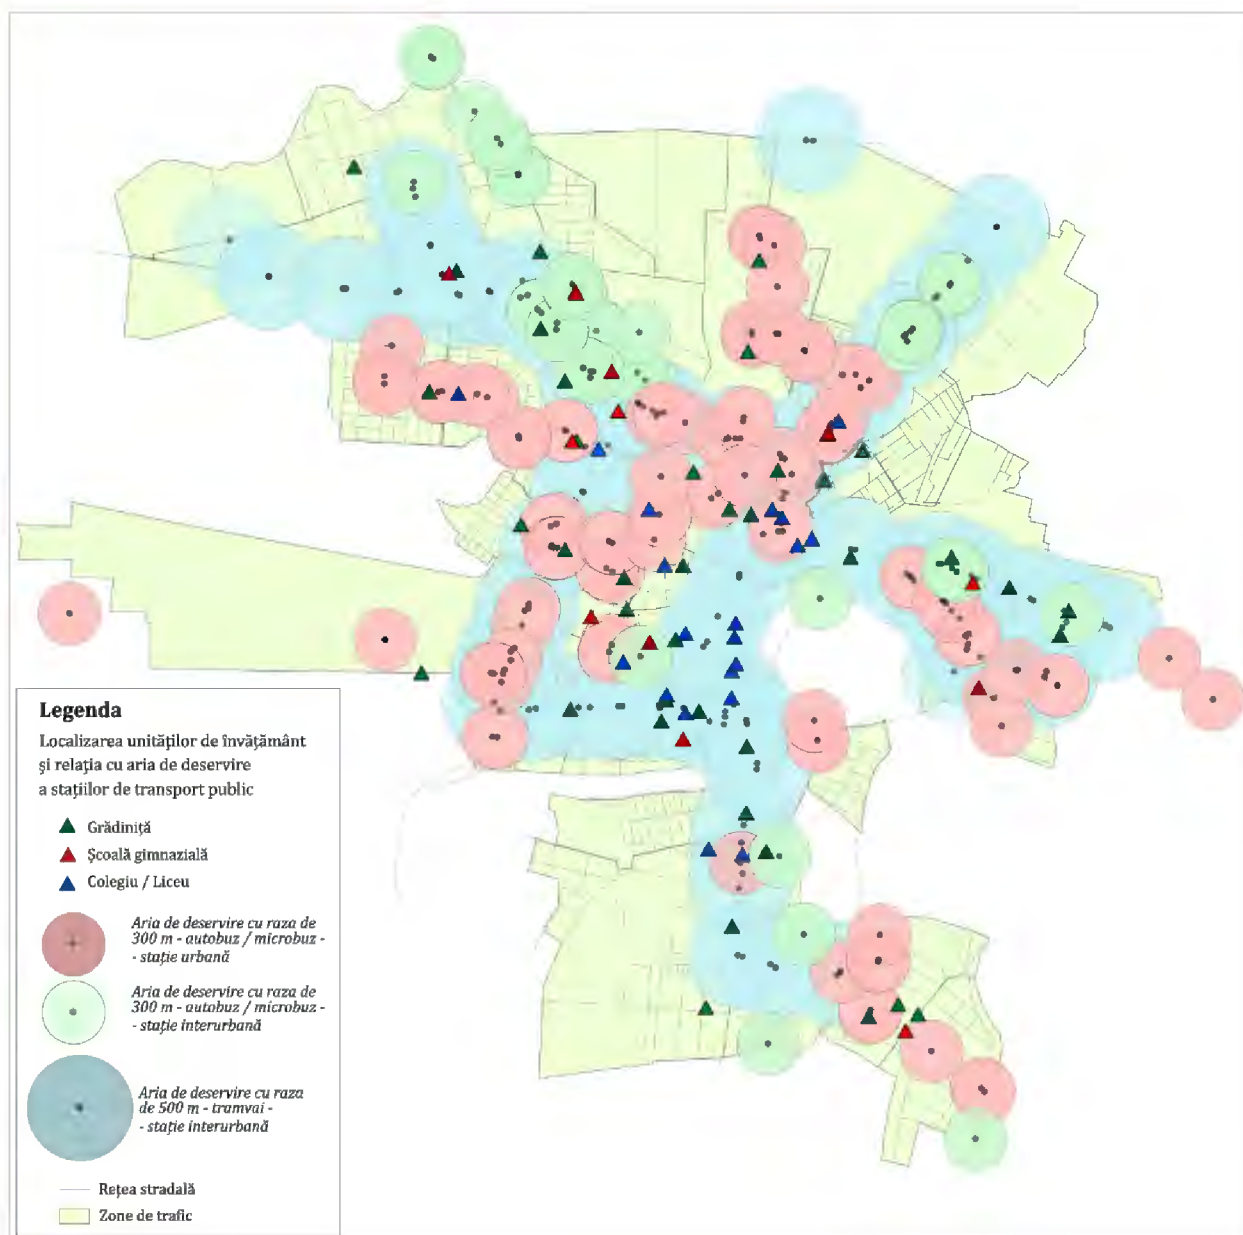 Legenda
Localizarea unităților de învățământ
și relația cu aria de deservire
a stațiilor de transport public
Grădiniță
Școală gimnazială
Colegiu / Liceu
Aria de deservire cu raza de
300 m - autobuz / microbuz -
- stație urbană
Aria de deservire cu raza de
300 m - autobuz / microbuz -
- stație interurbană
Aria de deservire cu raza
de 500 m - tramvai -
- stație interurbană
Rețea stradală
Zone de trafic